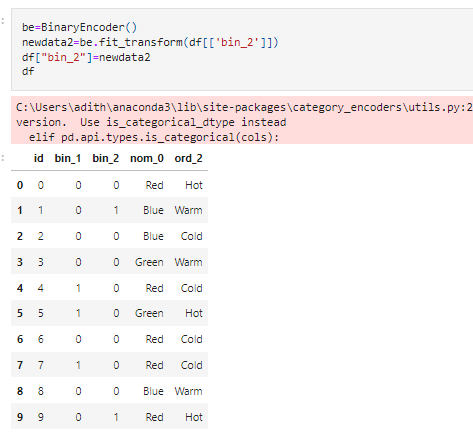 be=BinaryEncoder()
newdata2=be.fit_transform(df[['bin_2']])
df["bin_2"]=newdata2
df
C:\Users\adith\anaconda3\lib\site-packages\category_encoders\utils.py:2
version.  Use is_categorical_dtype instead
  elif pd.api.types.is_categorical(cols):
id bin_1 bin_2 nom_0 ord_2
0 0 0 0 Red Hot
1 1 0 1 Blue Warm
2 2 0 0 Blue Cold
3 3 0 0 Green Warm
4 4 1 0 Red Cold
5 5 1 0 Green Hot
6 6 0 0 Red Cold
7 7 1 0 Red Cold
8 8 0 0 Blue Warm
9 9 0 1 Red Hot